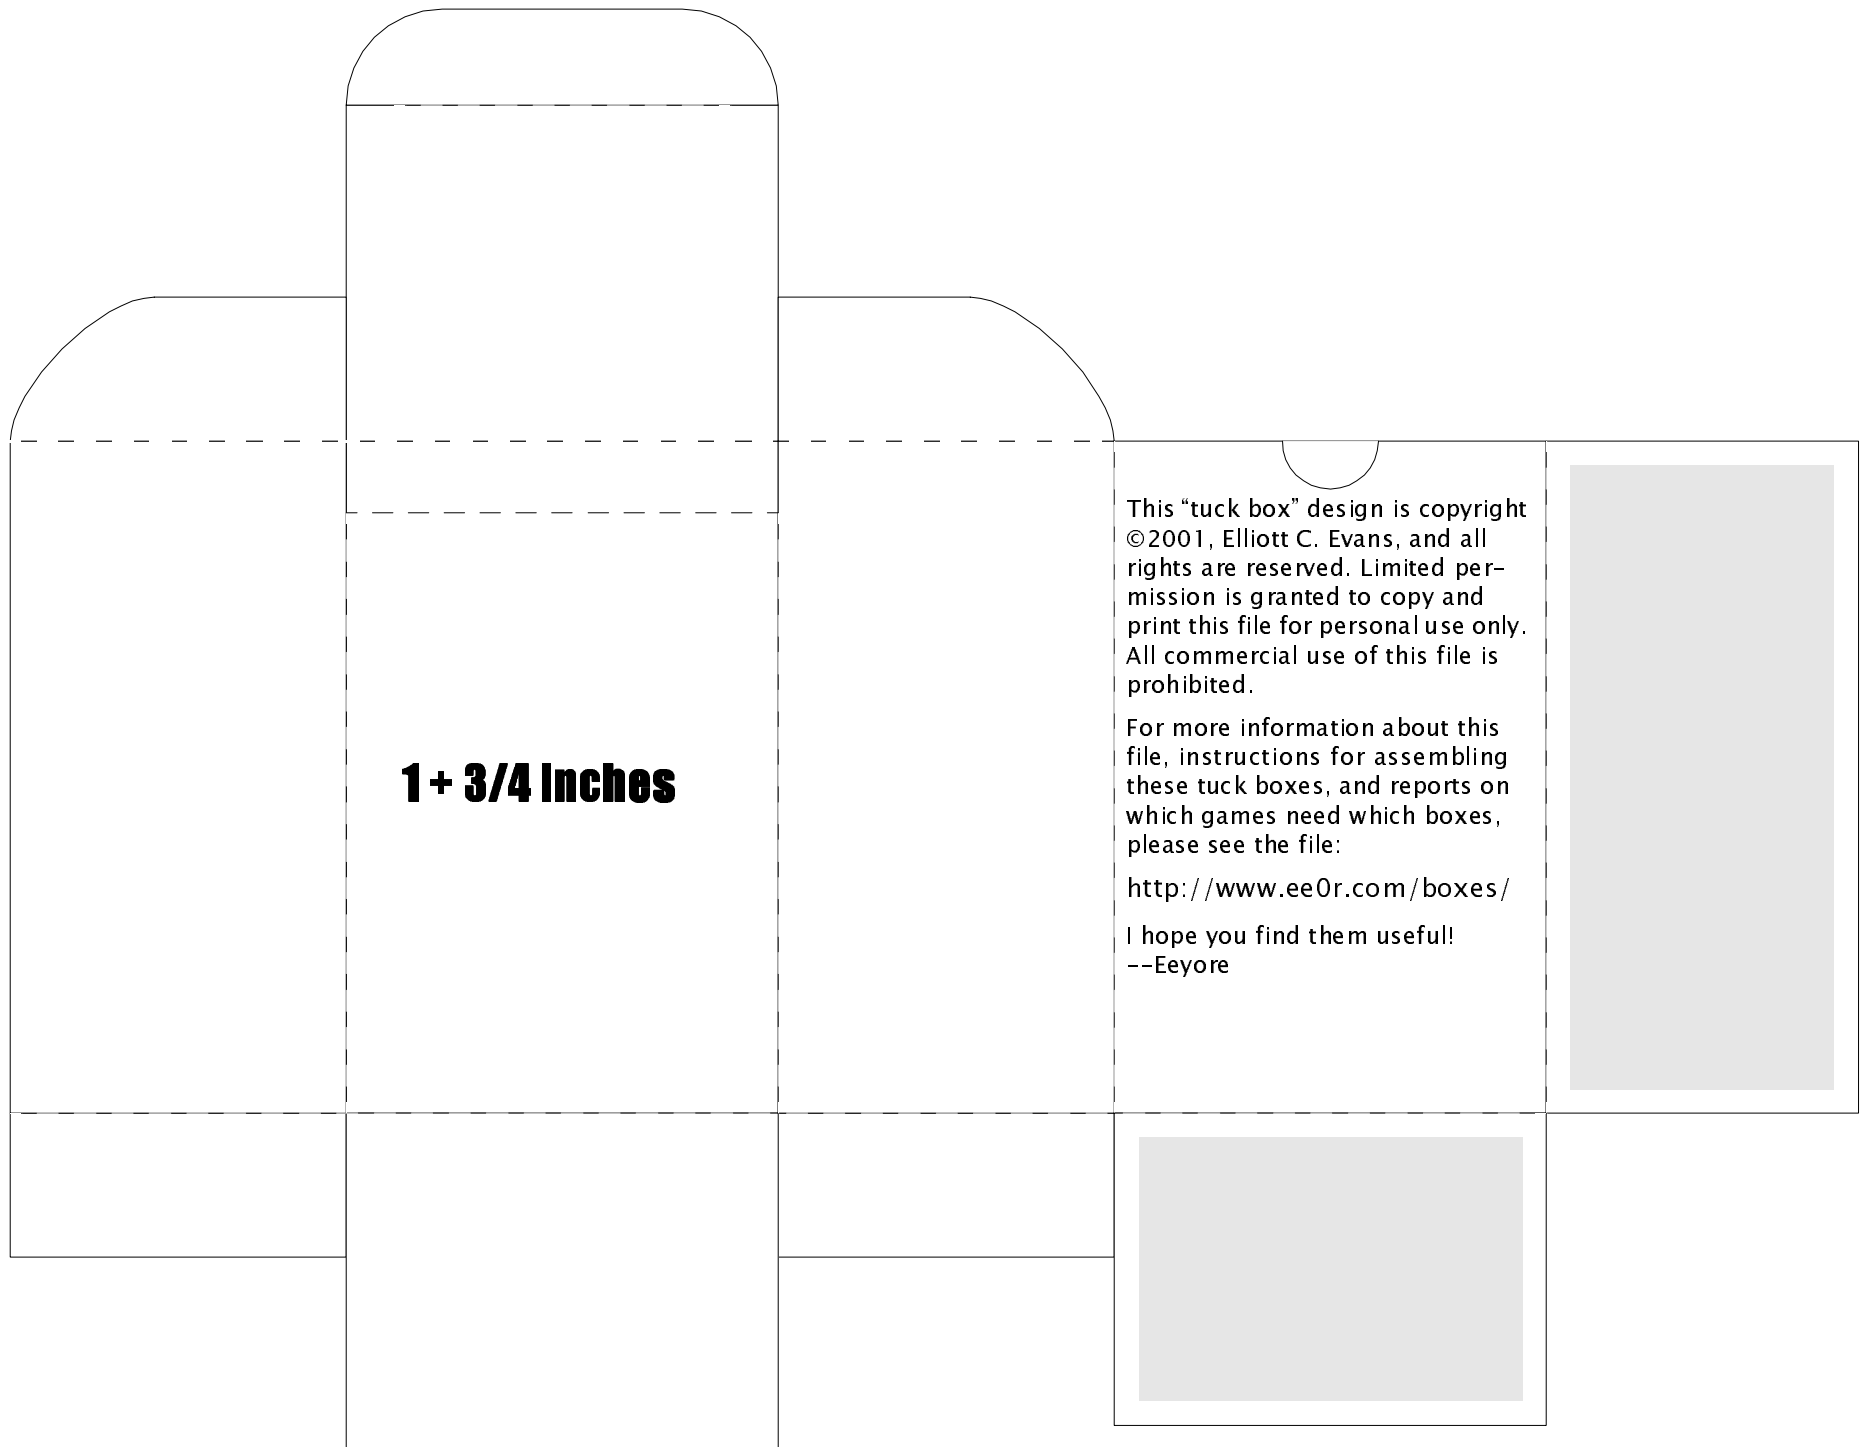 1 + 3/4 Inches
This “tuck box” design is copyright
©2001, Elliott C. Evans, and all
rights are reserved. Limited per-
mission is granted to copy and
print this file for personal use only.
All commercial use of this file is
prohibited.
For more information about this
file, instructions for assembling
these tuck boxes, and reports on
which games need which boxes,
please see the file:
http://www.ee0r.com/boxes/
I hope you find them useful!
--Eeyore